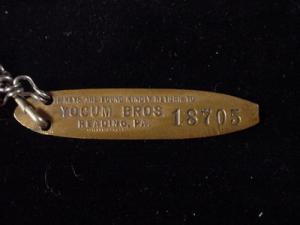 IF KEYS ARE FOUND KINDLY RETURN TO
YOCUM BROS.
READING, PA.
18705